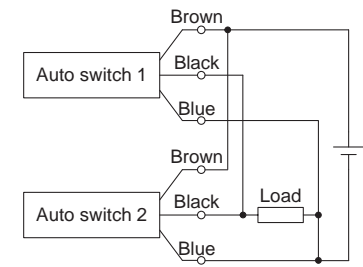 Brown
Auto switch 1
Black
Blue
Brown
Auto switch 2
Black
Load
Blue